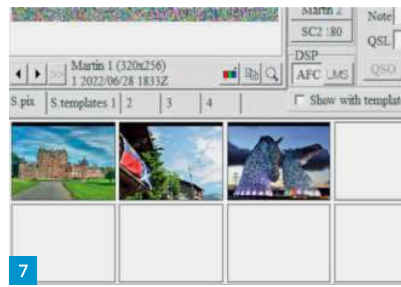 Martin 2
Note
SC2 180
QSL
DSP
Martin 1 (320x256)
1 2022/06/28 1833Z
AFC LMS
QSO
S.pix S.templates 1 2 3 4
Show with templat
7